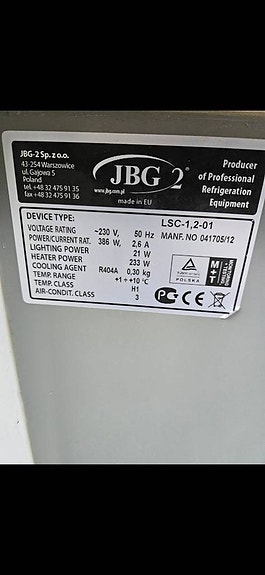 JBG-2 Sp. z o.o.
43-254 Warszowice
ul. Gajowa 5
Poland
tel.+48 32 475 91 35
fax +48 32 475 91 36
JBG 2 ®
www.jbg.com.pl
made in EU
Producer
of Professional
Refrigeration
Equipment
DEVICE TYPE: LSC-1,2-01
VOLTAGE RATING ~230 V, 50 Hz MANF. NO 041705/12
POWER/CURRENT RAT. 386 W, 2,6 A
LIGHTING POWER 21 W
HEATER POWER 233 W
COOLING AGENT R404A 0,30 kg
TEMP. RANGE +1 ÷ +10 °C
TEMP. CLASS H1
AIR-CONDIT. CLASS 3
POLSKA
M+T
PC CE